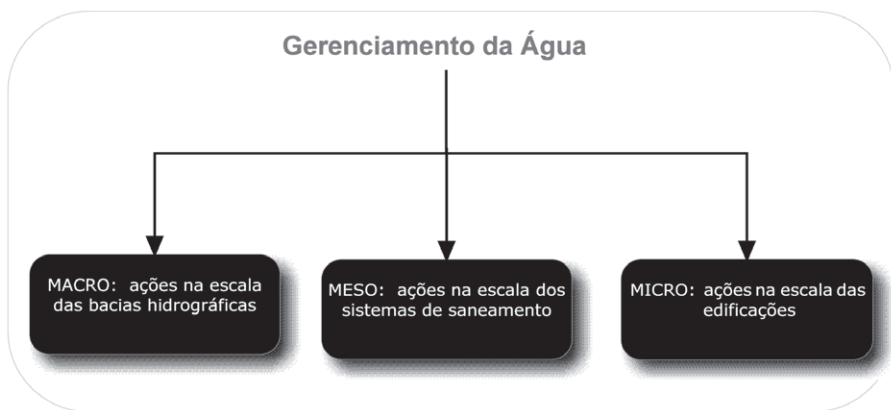 Gerenciamento da Água
MACRO: ações na escala
das bacias hidrográficas
MESO: ações na escala dos
sistemas de saneamento
MICRO: ações na escala das
edificações